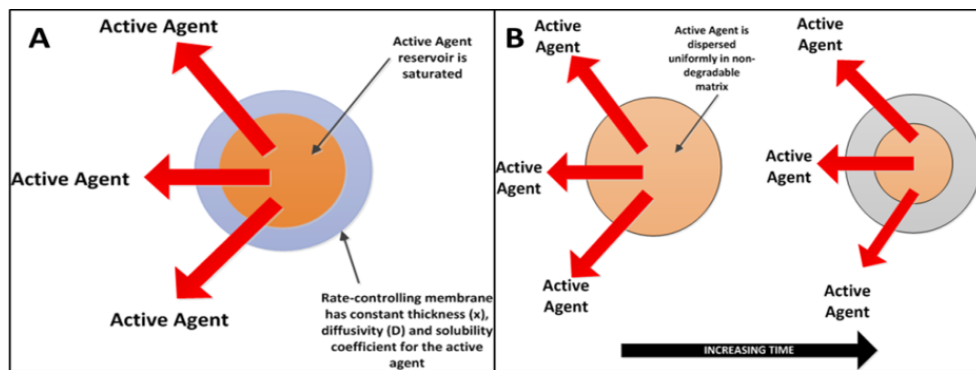 A
Active Agent
Active Agent
reservoir is
saturated
Active Agent
Active Agent
Rate-controlling membrane
has constant thickness (x),
diffusivity (D) and solubility
coefficient for the active
agent
B
Active
Agent
Active Agent is
dispersed
uniformly in non-
degradable
matrix
Active
Agent
Active
Agent
Active
Agent
Active
Agent
Active
Agent
INCREASING TIME